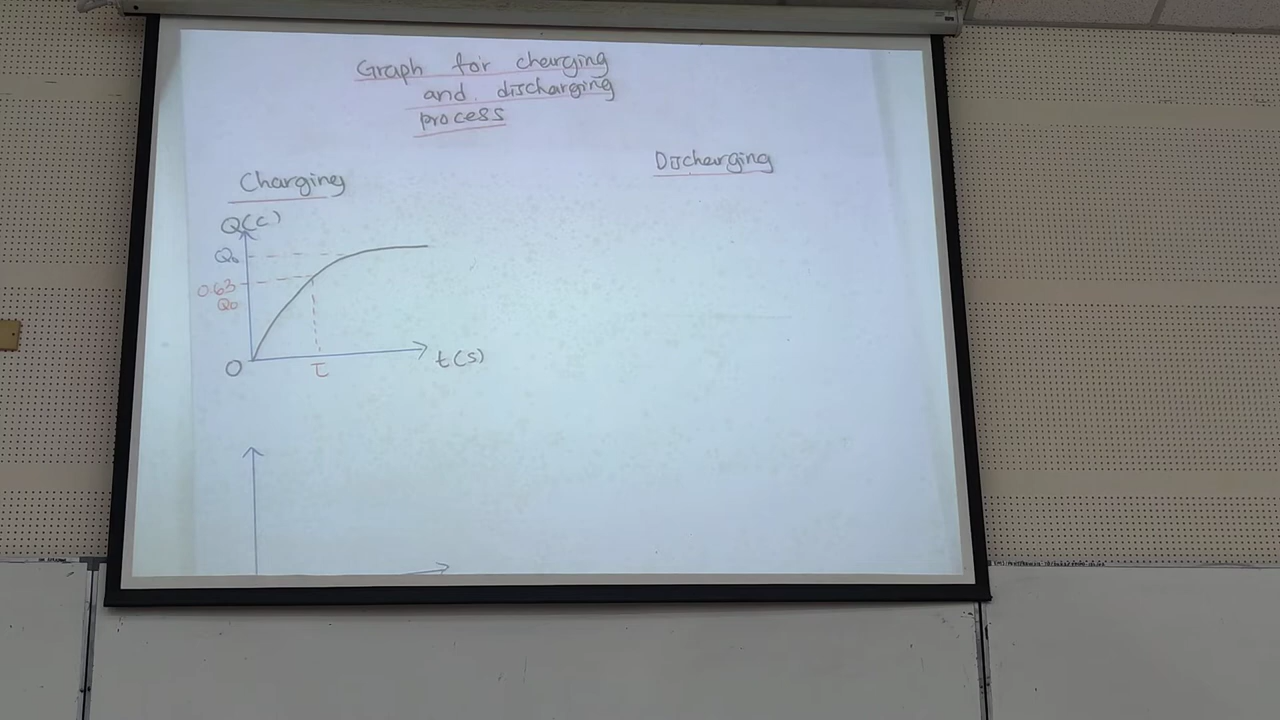 Graph for charging
and discharging
process
Charging
Discharging
Q(C)
Q₀
0.63
Q₀
O
τ
t(s)